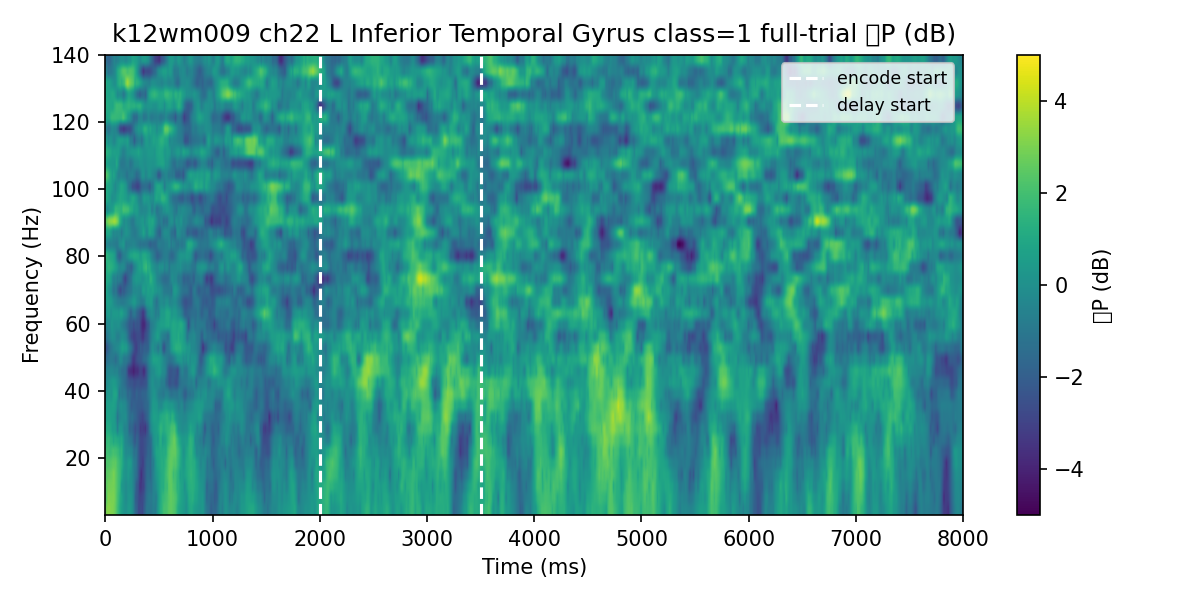 k12wm009 ch22 L Inferior Temporal Gyrus class=1 full-trial □P (dB)
encode start
delay start
140
120
100
80
60
40
20
Frequency (Hz)
0 1000 2000 3000 4000 5000 6000 7000 8000
Time (ms)
4
2
0
−2
−4
□P (dB)